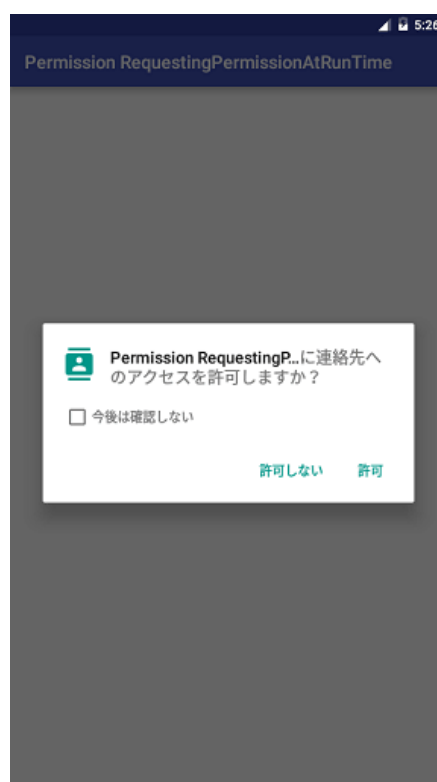 5:26
Permission RequestingPermissionAtRunTime
Permission RequestingP...に連絡先へ
のアクセスを許可しますか？
今後は確認しない
許可しない 許可